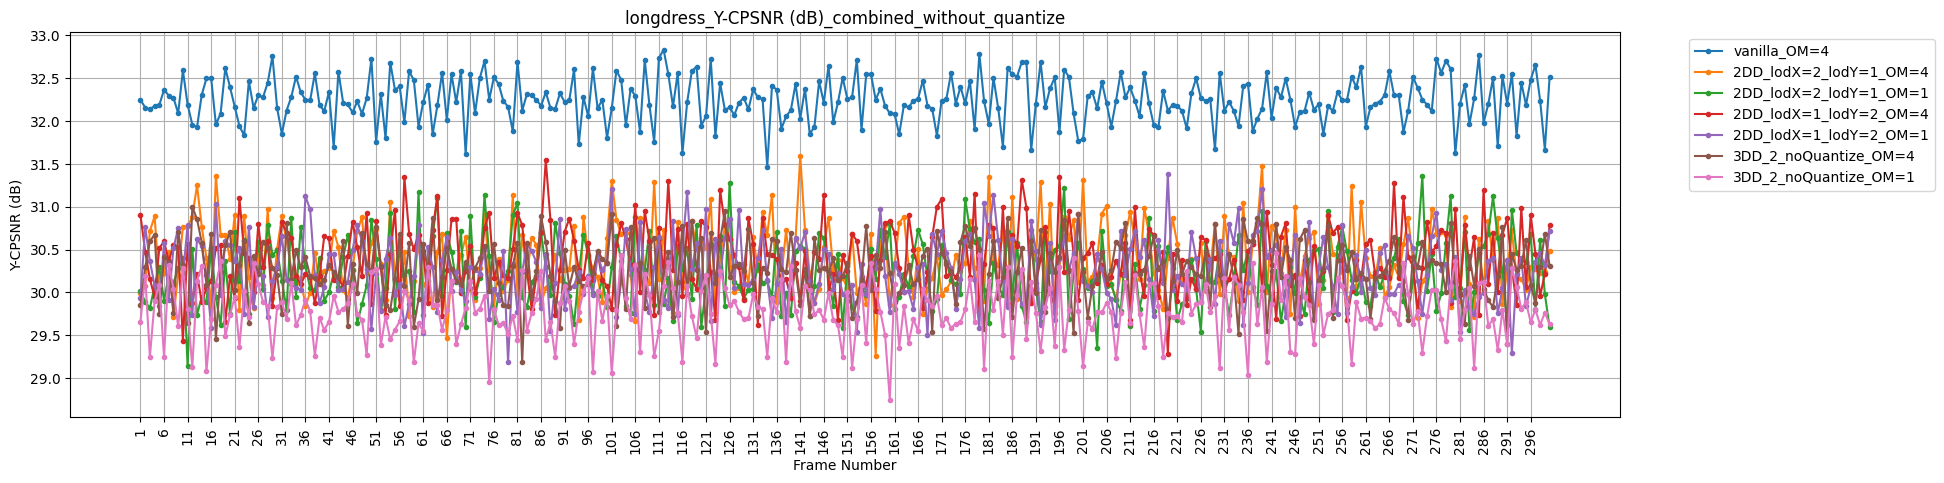 longdress_Y-CPSNR (dB)_combined_without_quantize
Y-CPSNR (dB)
33.0
32.5
32.0
31.5
31.0
30.5
30.0
29.5
29.0
1 6 11 16 21 26 31 36 41 46 51 56 61 66 71 76 81 86 91 96 101 106 111 116 121 126 131 136 141 146 151 156 161 166 171 176 181 186 191 196 201 206 211 216 221 226 231 236 241 246 251 256 261 266 271 276 281 286 291 296
Frame Number
vanilla_OM=4
2DD_lodX=2_lodY=1_OM=4
2DD_lodX=2_lodY=1_OM=1
2DD_lodX=1_lodY=2_OM=4
2DD_lodX=1_lodY=2_OM=1
3DD_2_noQuantize_OM=4
3DD_2_noQuantize_OM=1